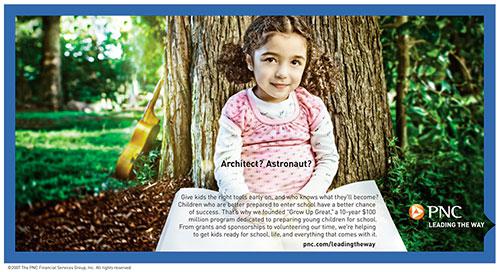 Architect? Astronaut?
Give kids the right tools early on, and who knows what they'll become?
Children who are better prepared to enter school have a better chance
of success. That's why we founded "Grow Up Great," a 10-year $100
million program dedicated to preparing young children for school.
From grants and sponsorships to volunteering our time, we're helping
to get kids ready for school, life, and everything that comes with it.
pnc.com/leadingtheway
PNC
LEADING THE WAY
©2007 The PNC Financial Services Group, Inc. All rights reserved